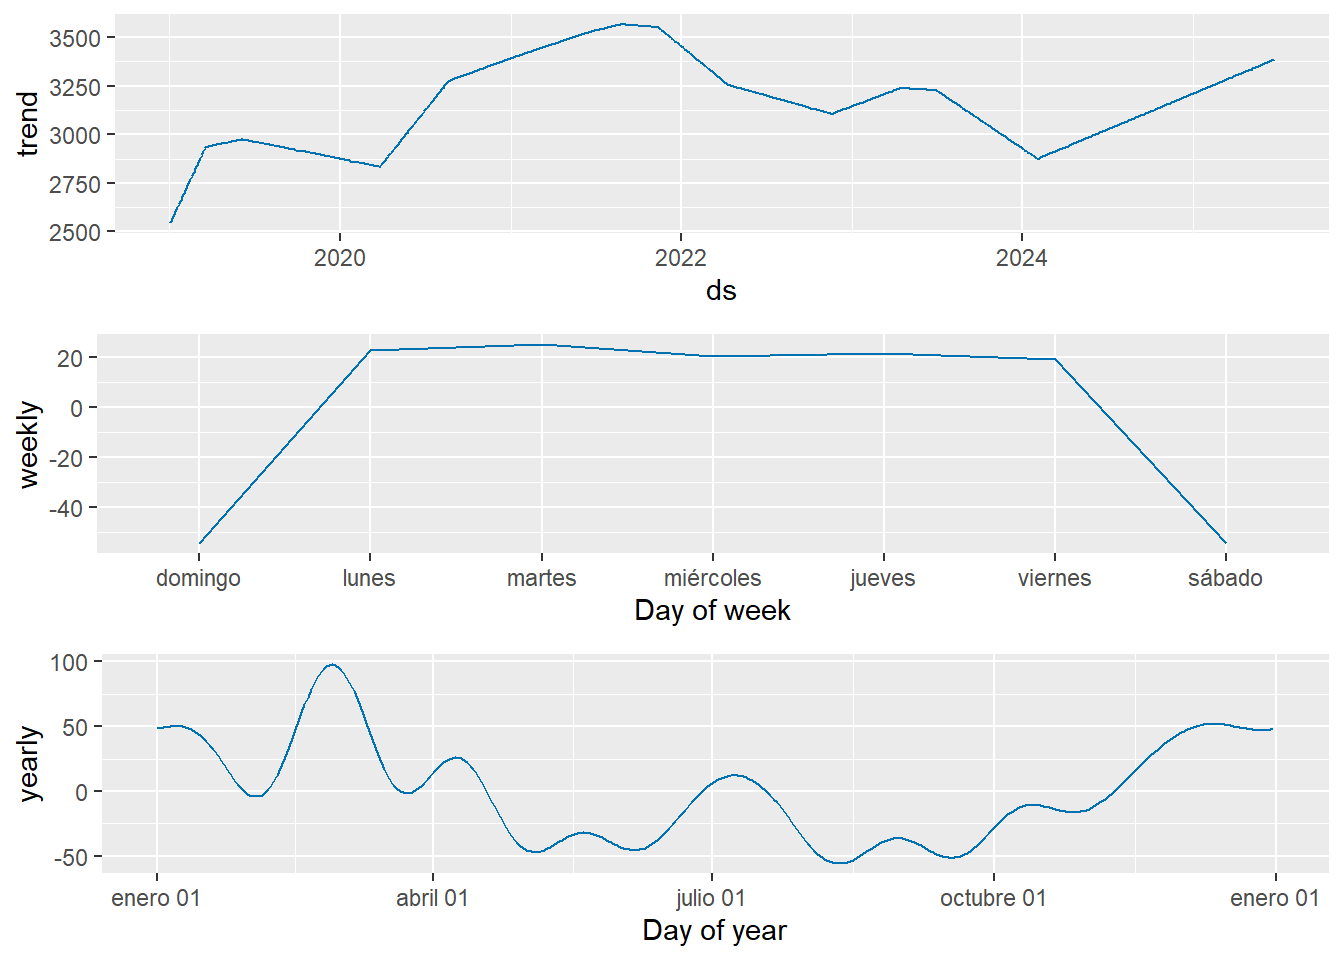 3500
3250
3000
2750
2500
trend
2020 2022 2024
ds
20
0
-20
-40
weekly
domingo lunes martes miércoles jueves viernes sábado
Day of week
100
50
0
-50
yearly
enero 01 abril 01 julio 01 octubre 01 enero 01
Day of year